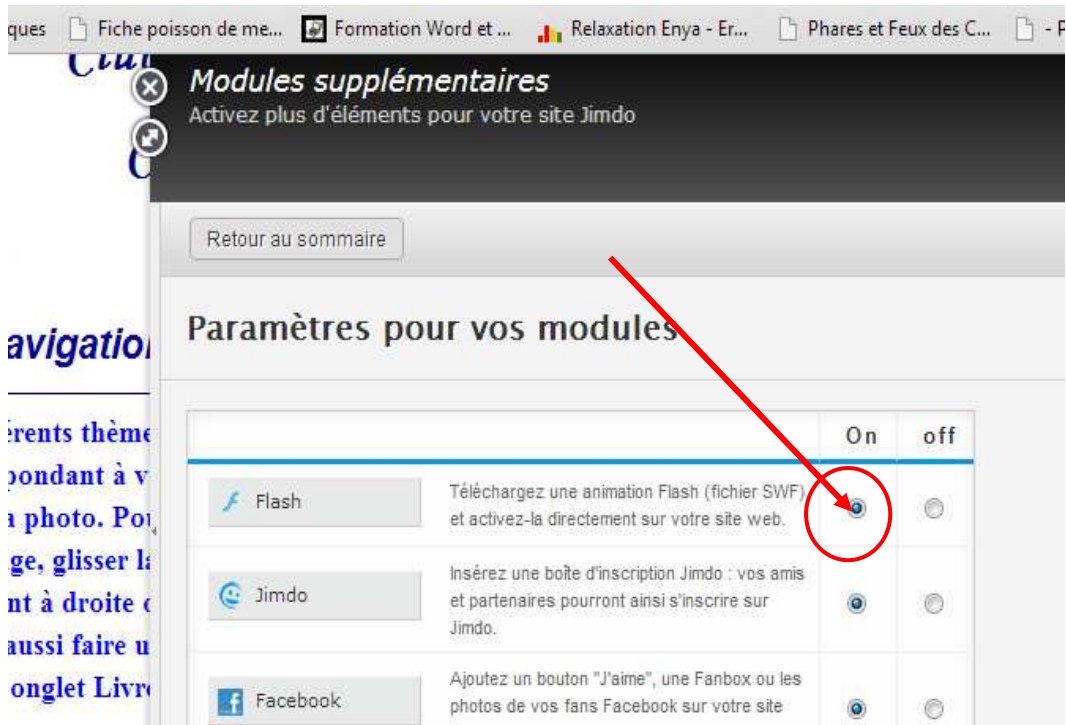 ques Fiche poisson de me... Formation Word et ... Relaxation Enya - Er... Phares et Feux des C... - P
Modules supplémentaires
Activez plus d'éléments pour votre site Jimdo
Retour au sommaire
avigation
Paramètres pour vos modules
érents thème
pondant à v
a photo. Pou
ge, glisser la
nt à droite d
aussi faire u
onglet Livre
On off
Flash
Téléchargez une animation Flash (fichier SWF)
et activez-la directement sur votre site web.
Jimdo
Insérez une boîte d'inscription Jimdo : vos amis
et partenaires pourront ainsi s'inscrire sur
Jimdo.
Facebook
Ajoutez un bouton "J'aime", une Fanbox ou les
photos de vos fans Facebook sur votre site